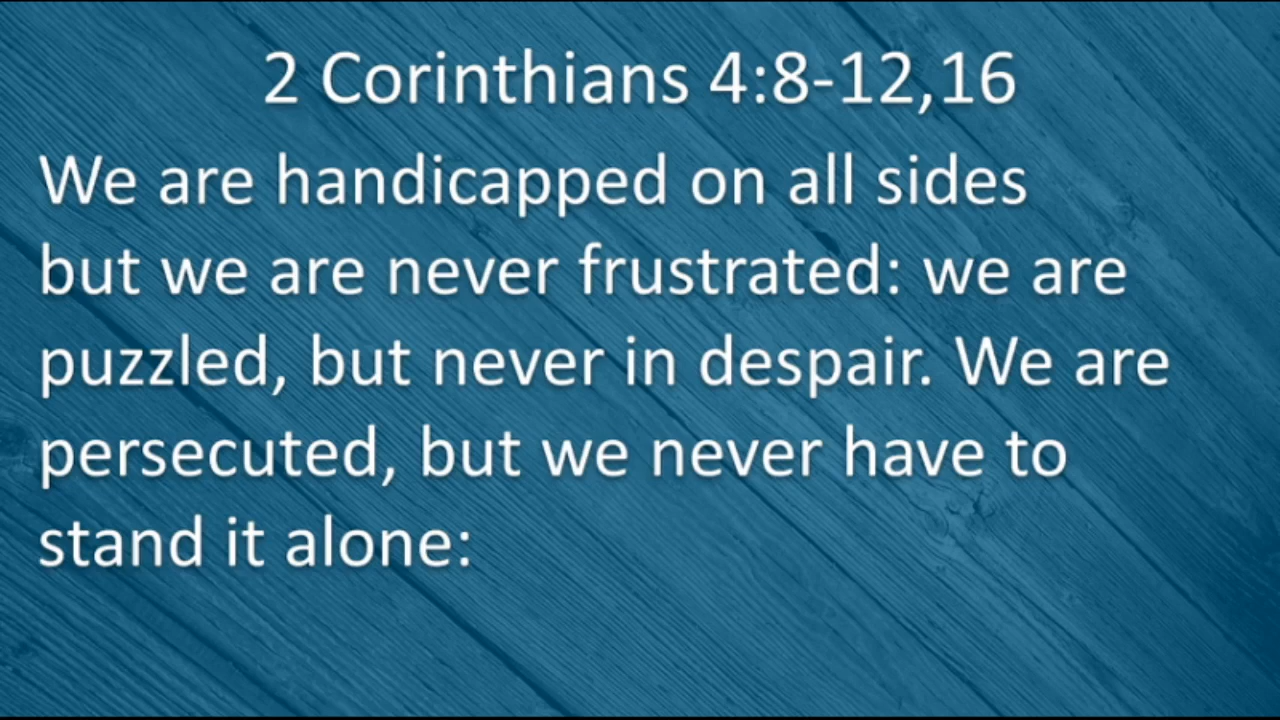 2 Corinthians 4:8-12,16
We are handicapped on all sides
but we are never frustrated: we are
puzzled, but never in despair. We are
persecuted, but we never have to
stand it alone: